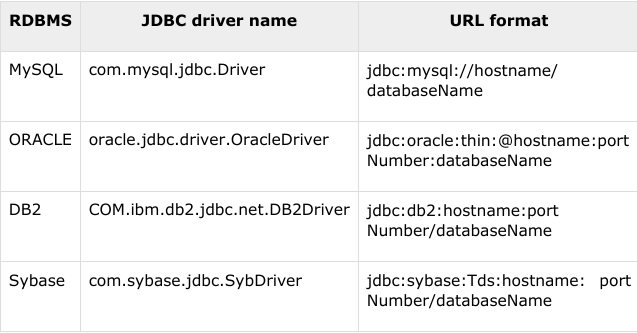 RDBMS JDBC driver name URL format
MySQL com.mysql.jdbc.Driver jdbc:mysql://hostname/
databaseName
ORACLE oracle.jdbc.driver.OracleDriver jdbc:oracle:thin:@hostname:port
Number:databaseName
DB2 COM.ibm.db2.jdbc.net.DB2Driver jdbc:db2:hostname:port
Number/databaseName
Sybase com.sybase.jdbc.SybDriver jdbc:sybase:Tds:hostname: port
Number/databaseName